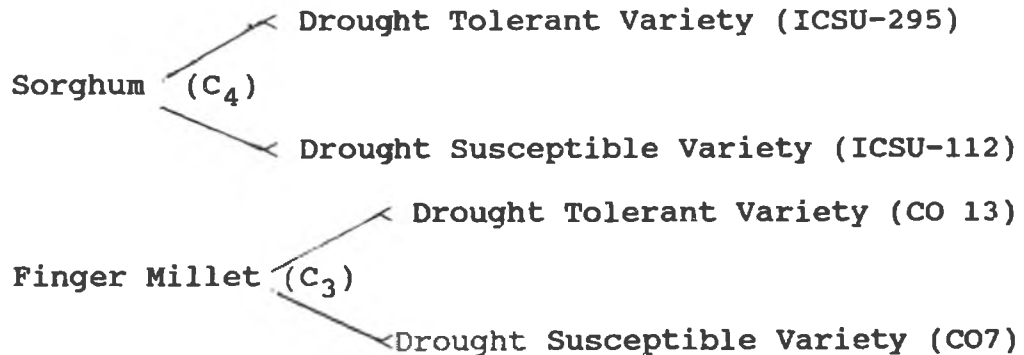 Drought Tolerant Variety (ICSU-295)
Sorghum (C₄)
Drought Susceptible Variety (ICSU-112)
Drought Tolerant Variety (CO 13)
Finger Millet (C₃)
Drought Susceptible Variety (CO7)